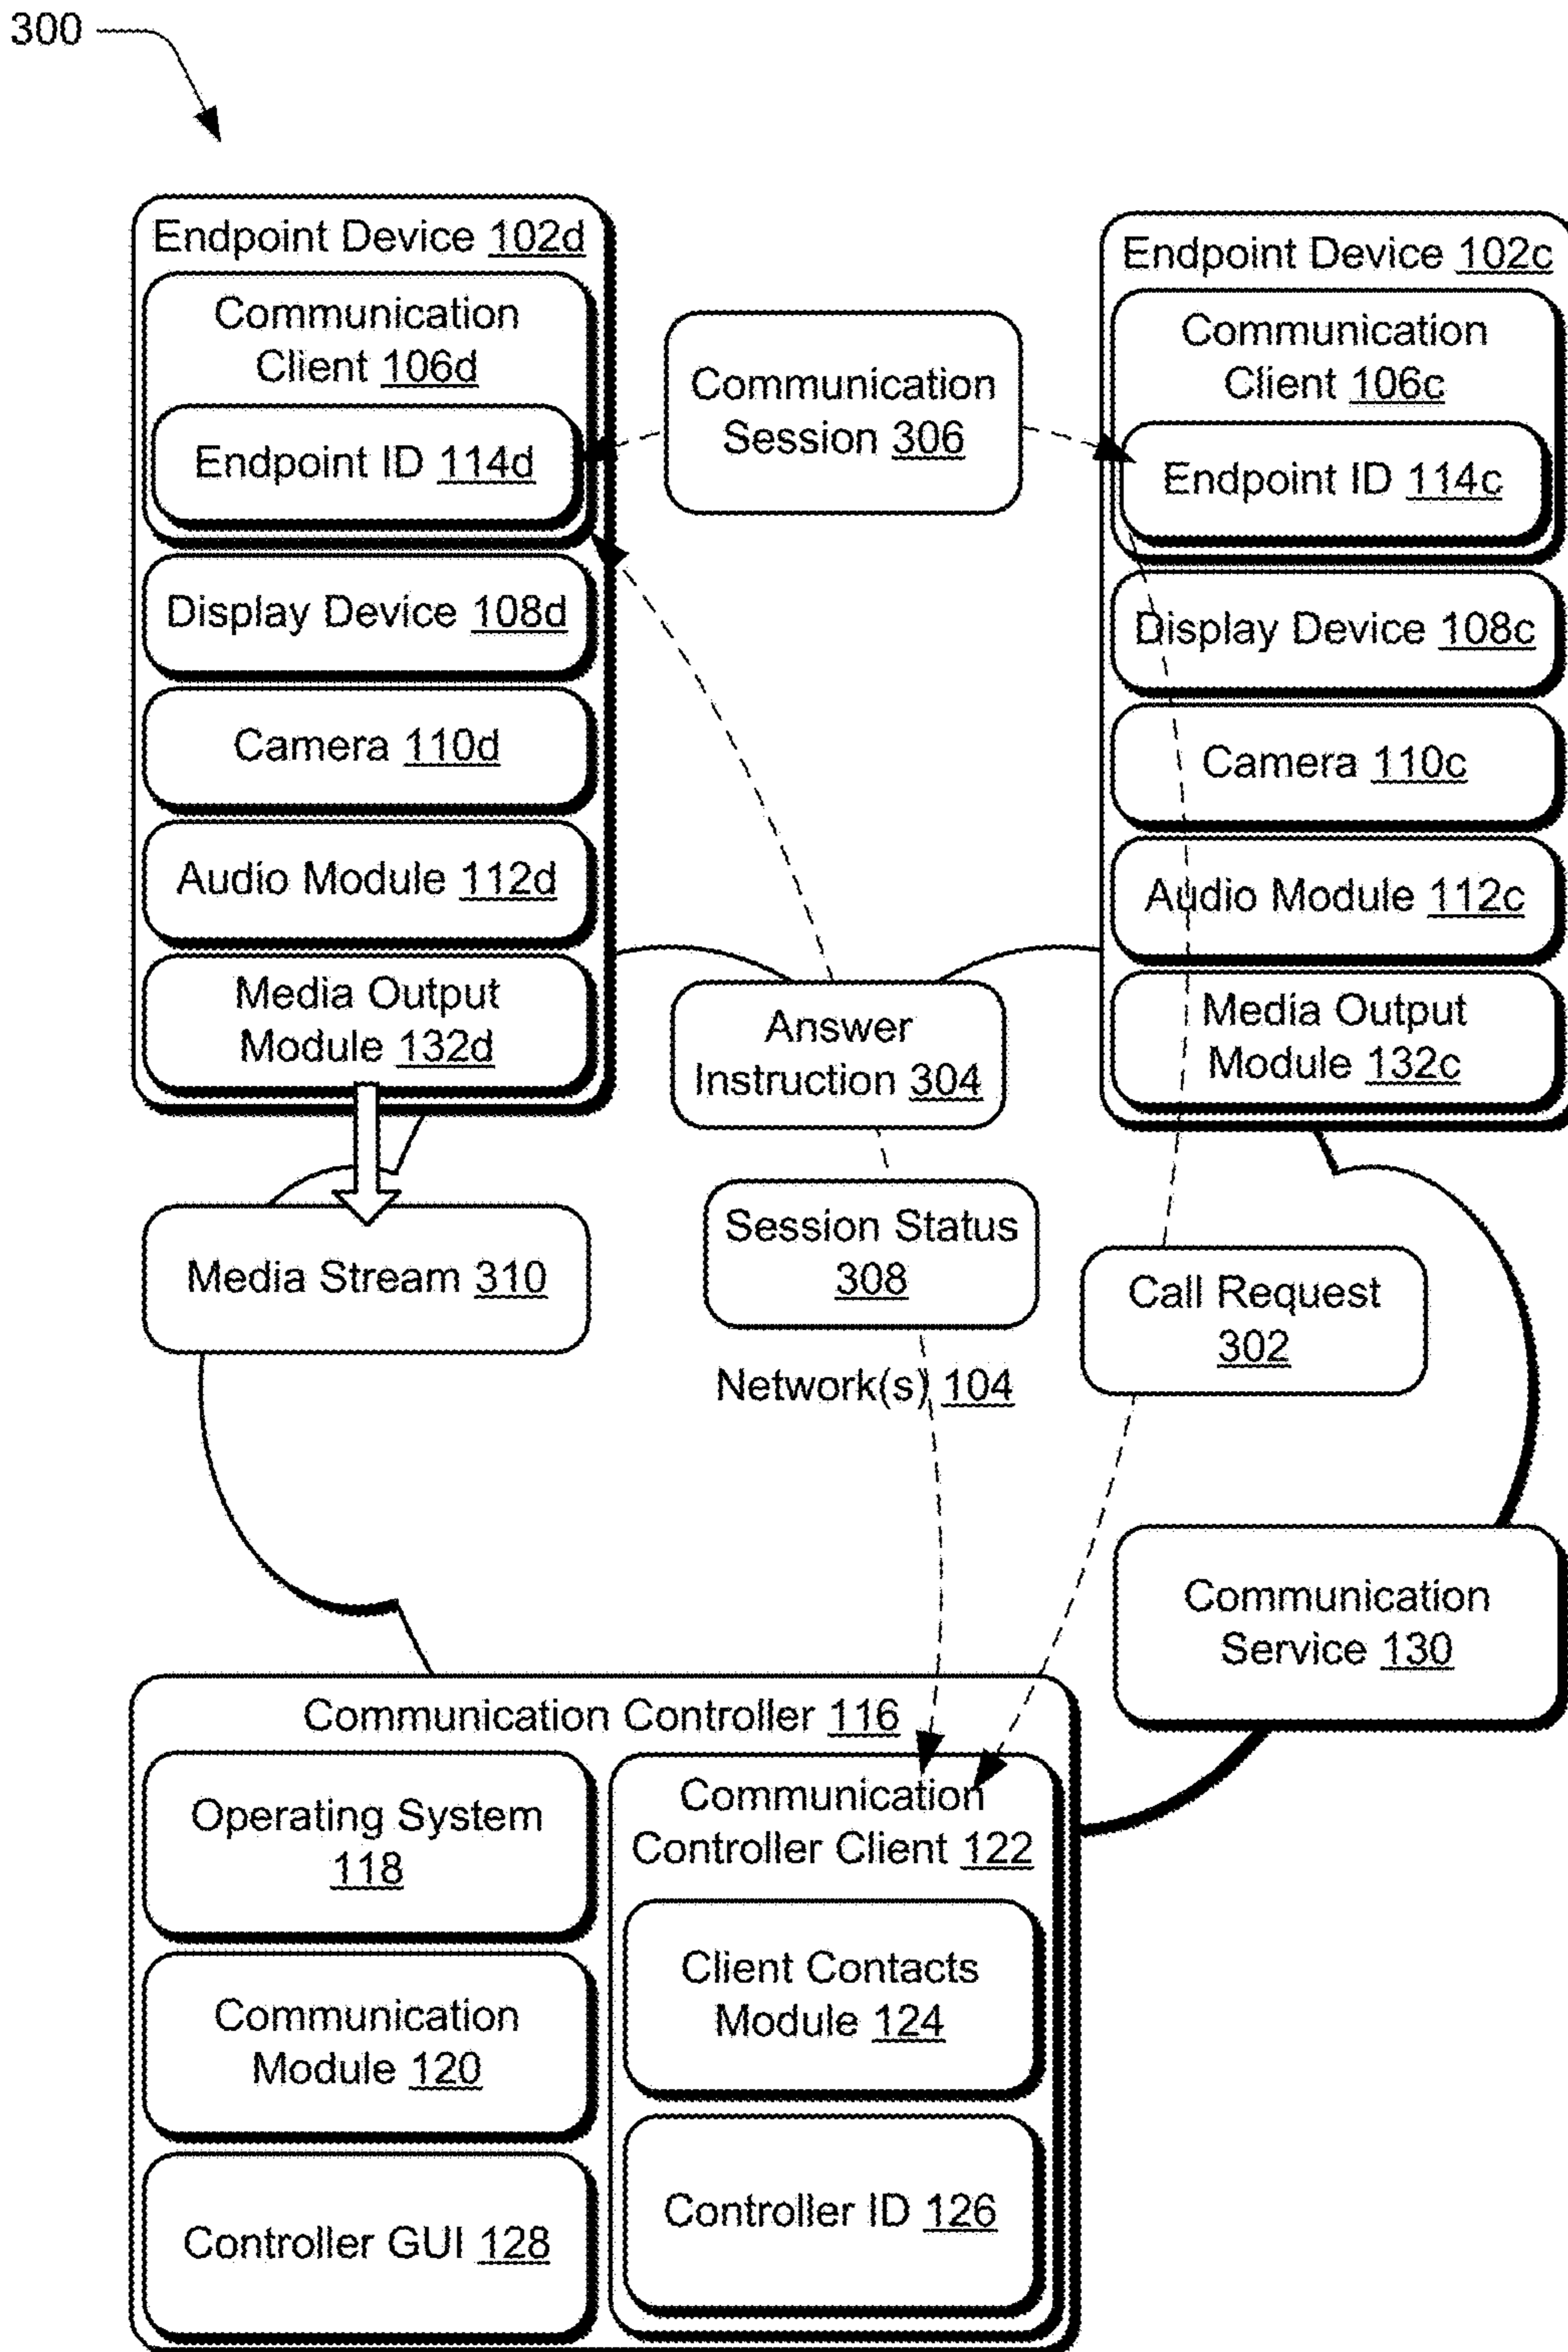 300
Endpoint Device 102d
Communication
Client 106d
Endpoint ID 114d
Display Device 108d
Camera 110d
Audio Module 112d
Media Output
Module 132d
Communication
Session 306
Endpoint Device 102c
Communication
Client 106c
Endpoint ID 114c
Display Device 108c
Camera 110c
Audio Module 112c
Media Output
Module 132c
Answer
Instruction 304
Media Stream 310
Session Status
308
Call Request
302
Network(s) 104
Communication
Service 130
Communication Controller 116
Operating System
118
Communication
Module 120
Controller GUI 128
Communication
Controller Client 122
Client Contacts
Module 124
Controller ID 126